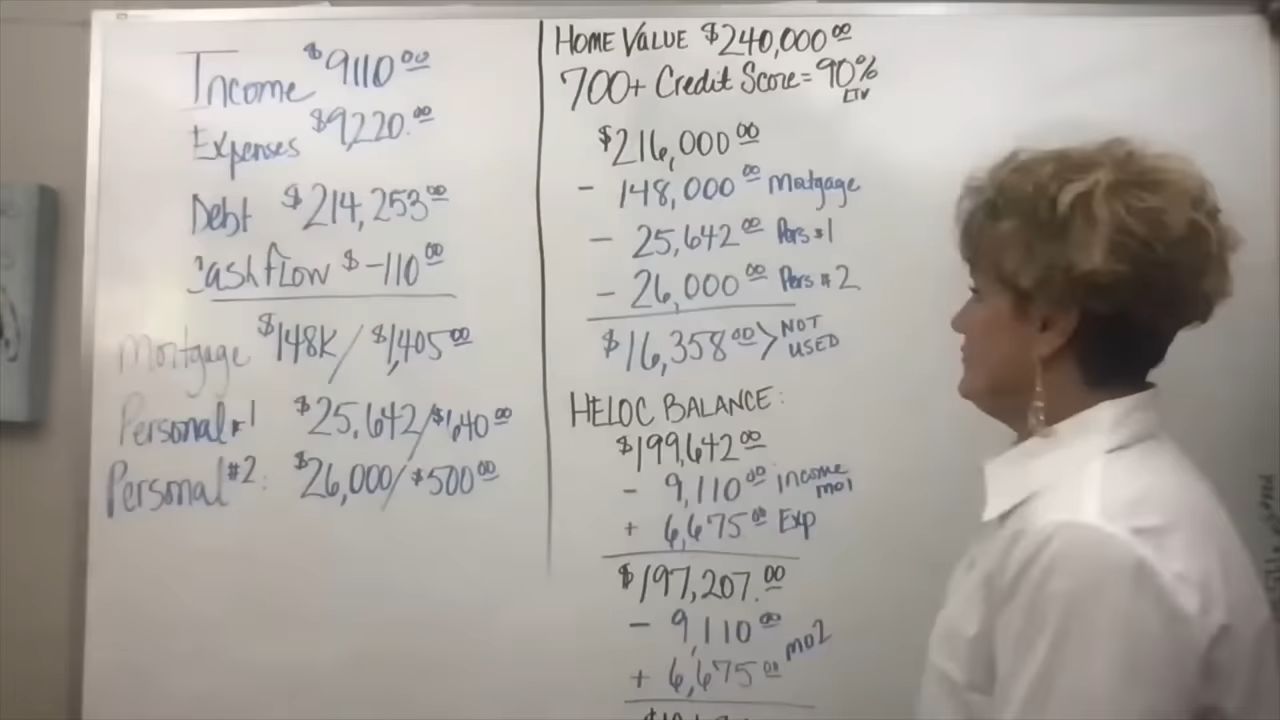 Income $9110.00
Expenses $9,220.00
Debt $214,253.00
Cashflow $-110.00
Mortgage $148K/$1,405.00
Personal #1 $25,642/$640.00
Personal #2: $26,000/$500.00
HOME VALUE $240,000.00
700+ Credit Score = 90%
LTV
$216,000.00
- 148,000.00 Mortgage
- 25,642.00 Pers #1
- 26,000.00 Pers #2
$16,358.00 > NOT USED
HELOC BALANCE:
$199,642.00
- 9,110.00 income mo1
+ 6,675.00 Exp
$197,207.00
- 9,110.00 mo2
+ 6,675.00